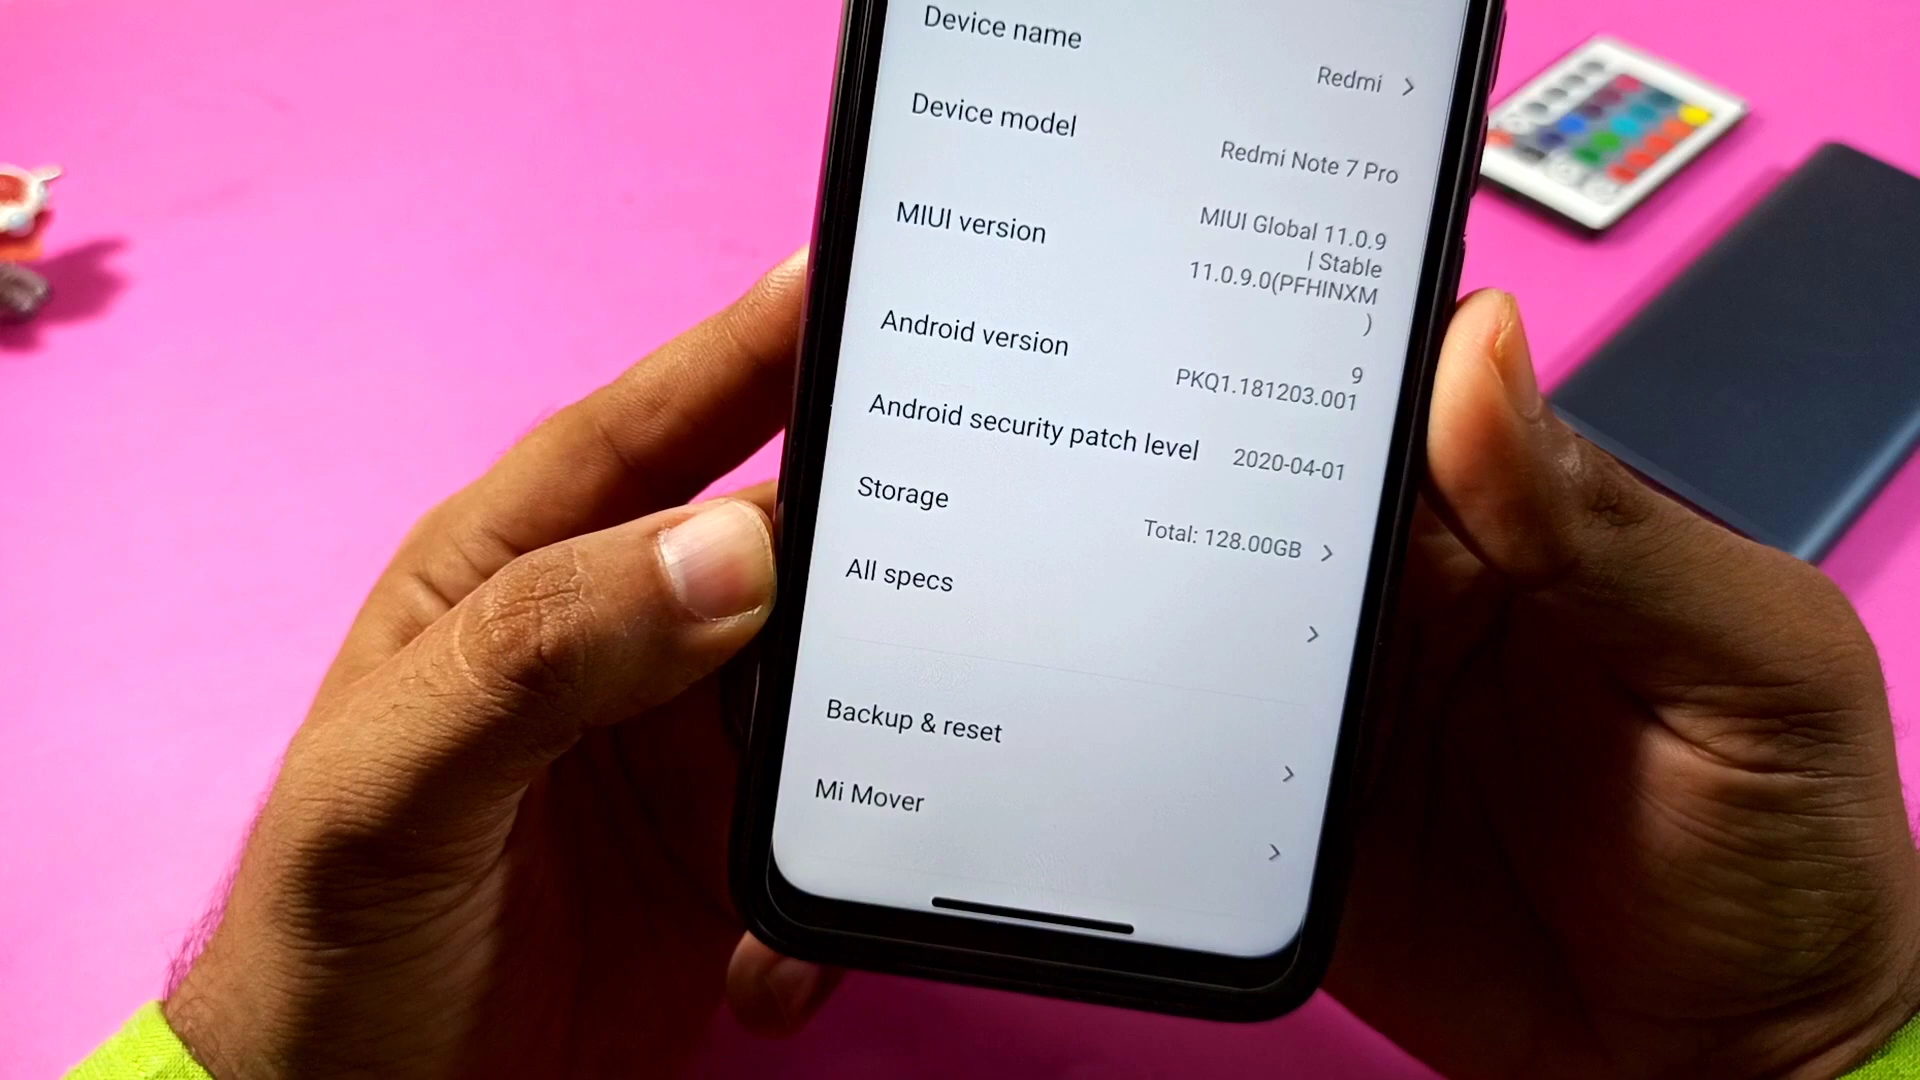 Device name
Redmi
Device model
Redmi Note 7 Pro
MIUI version
MIUI Global 11.0.9
| Stable
11.0.9.0(PFHINXM
)
Android version
9
PKQ1.181203.001
Android security patch level
2020-04-01
Storage
Total: 128.00GB
All specs
Backup & reset
Mi Mover